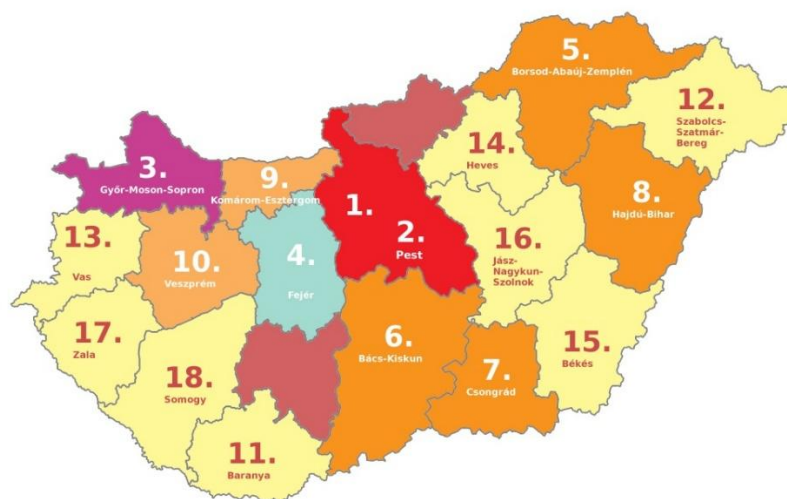 5.
Borsod-Abaúj-Zemplén
12.
Szabolcs-
Szatmár-
Bereg
14.
Heves
3.
Győr-Moson-Sopron
9.
Komárom-Esztergom
8.
Hajdú-Bihar
1.
2.
Pest
13.
Vas
10.
Veszprém
4.
Fejér
16.
Jász-
Nagykun-
Szolnok
17.
Zala
6.
Bács-Kiskun
15.
Békés
18.
Somogy
7.
Csongrád
11.
Baranya